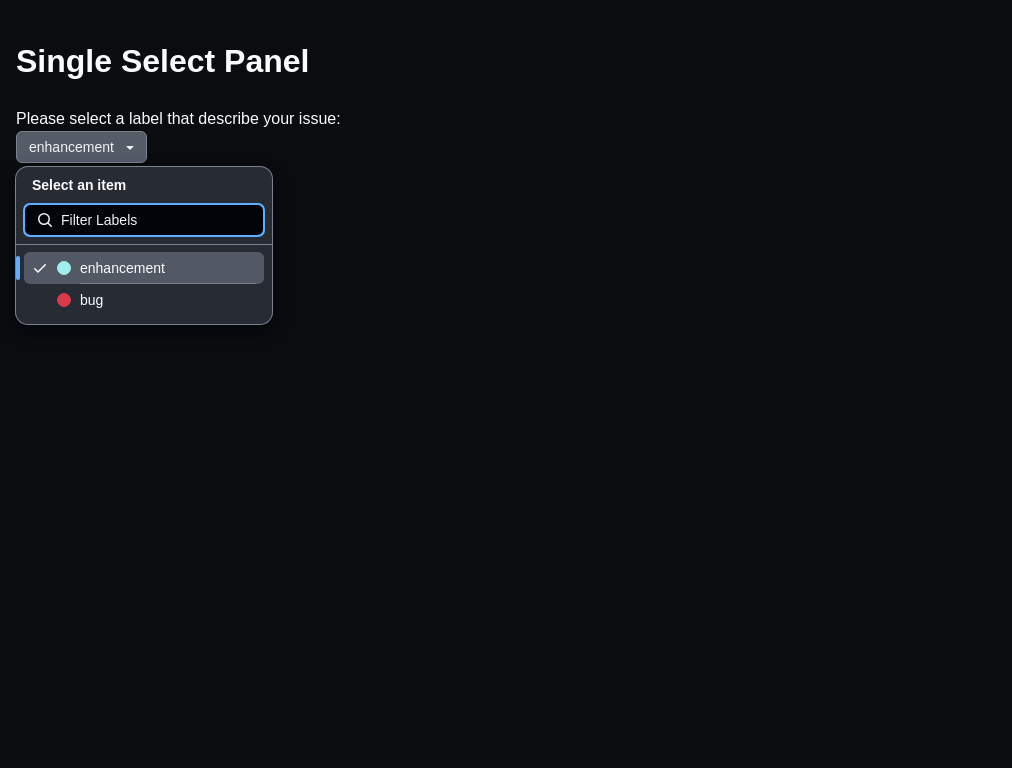 Single Select Panel
Please select a label that describe your issue:
enhancement
Select an item
Filter Labels
enhancement
bug